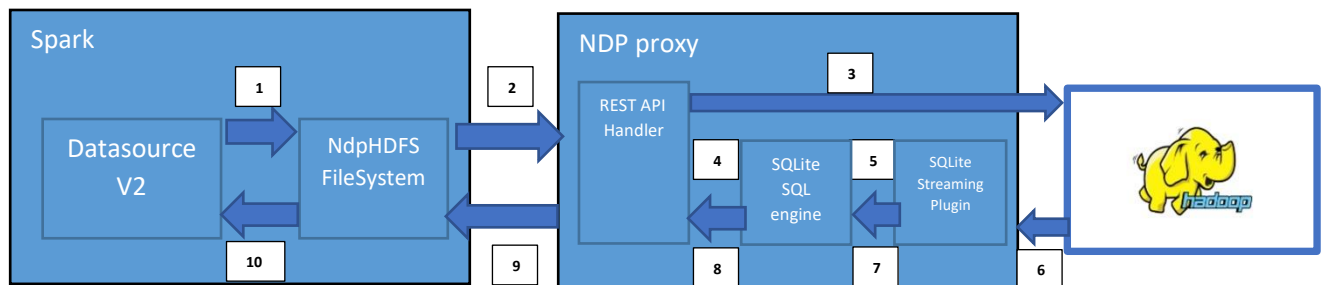 Spark
NDP proxy
1
2
3
REST API
Handler
Datasource
V2
NdpHDFS
FileSystem
4
SQLite
SQL
engine
5
SQLite
Streaming
Plugin
hadoop
10
9
8
7
6